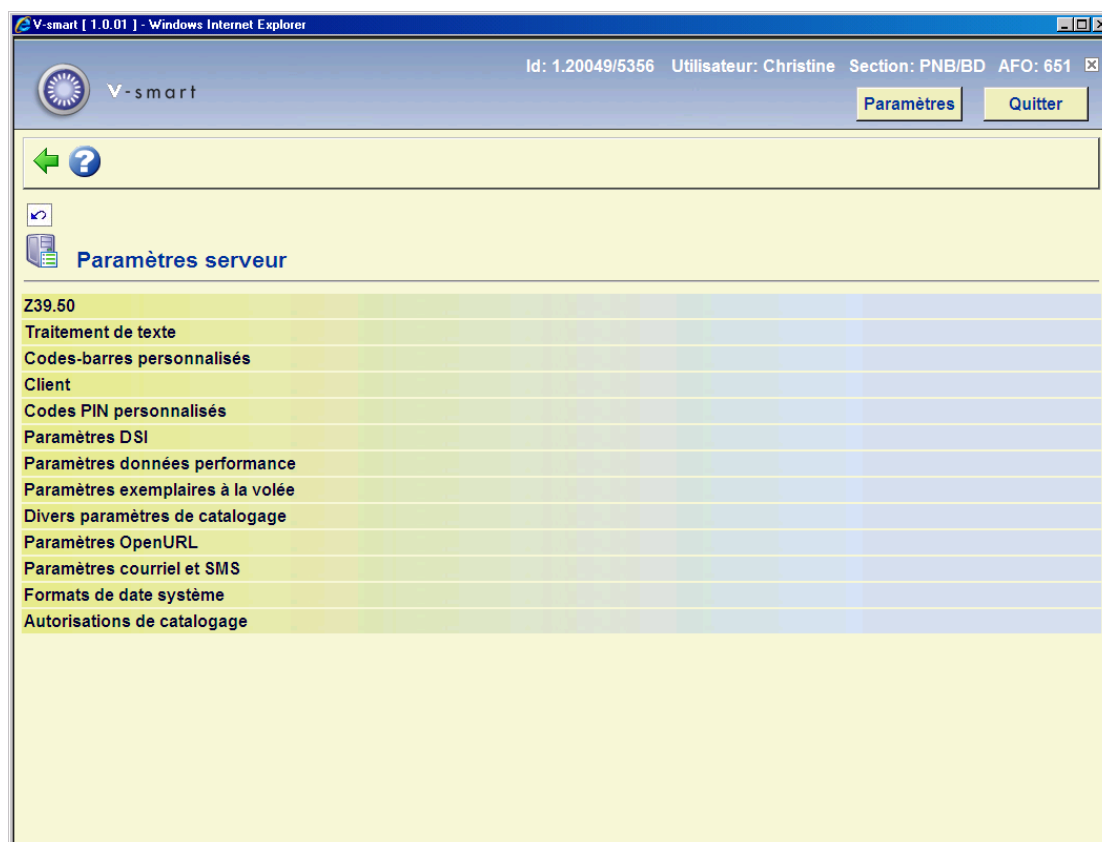 V-smart [ 1.0.01 ] - Windows Internet Explorer
Id: 1.20049/5356 Utilisateur: Christine Section: PNB/BD AFO: 651
V-smart
Paramètres Quitter
Paramètres serveur
Z39.50
Traitement de texte
Codes-barres personnalisés
Client
Codes PIN personnalisés
Paramètres DSI
Paramètres données performance
Paramètres exemplaires à la volée
Divers paramètres de catalogage
Paramètres OpenURL
Paramètres courriel et SMS
Formats de date système
Autorisations de catalogage